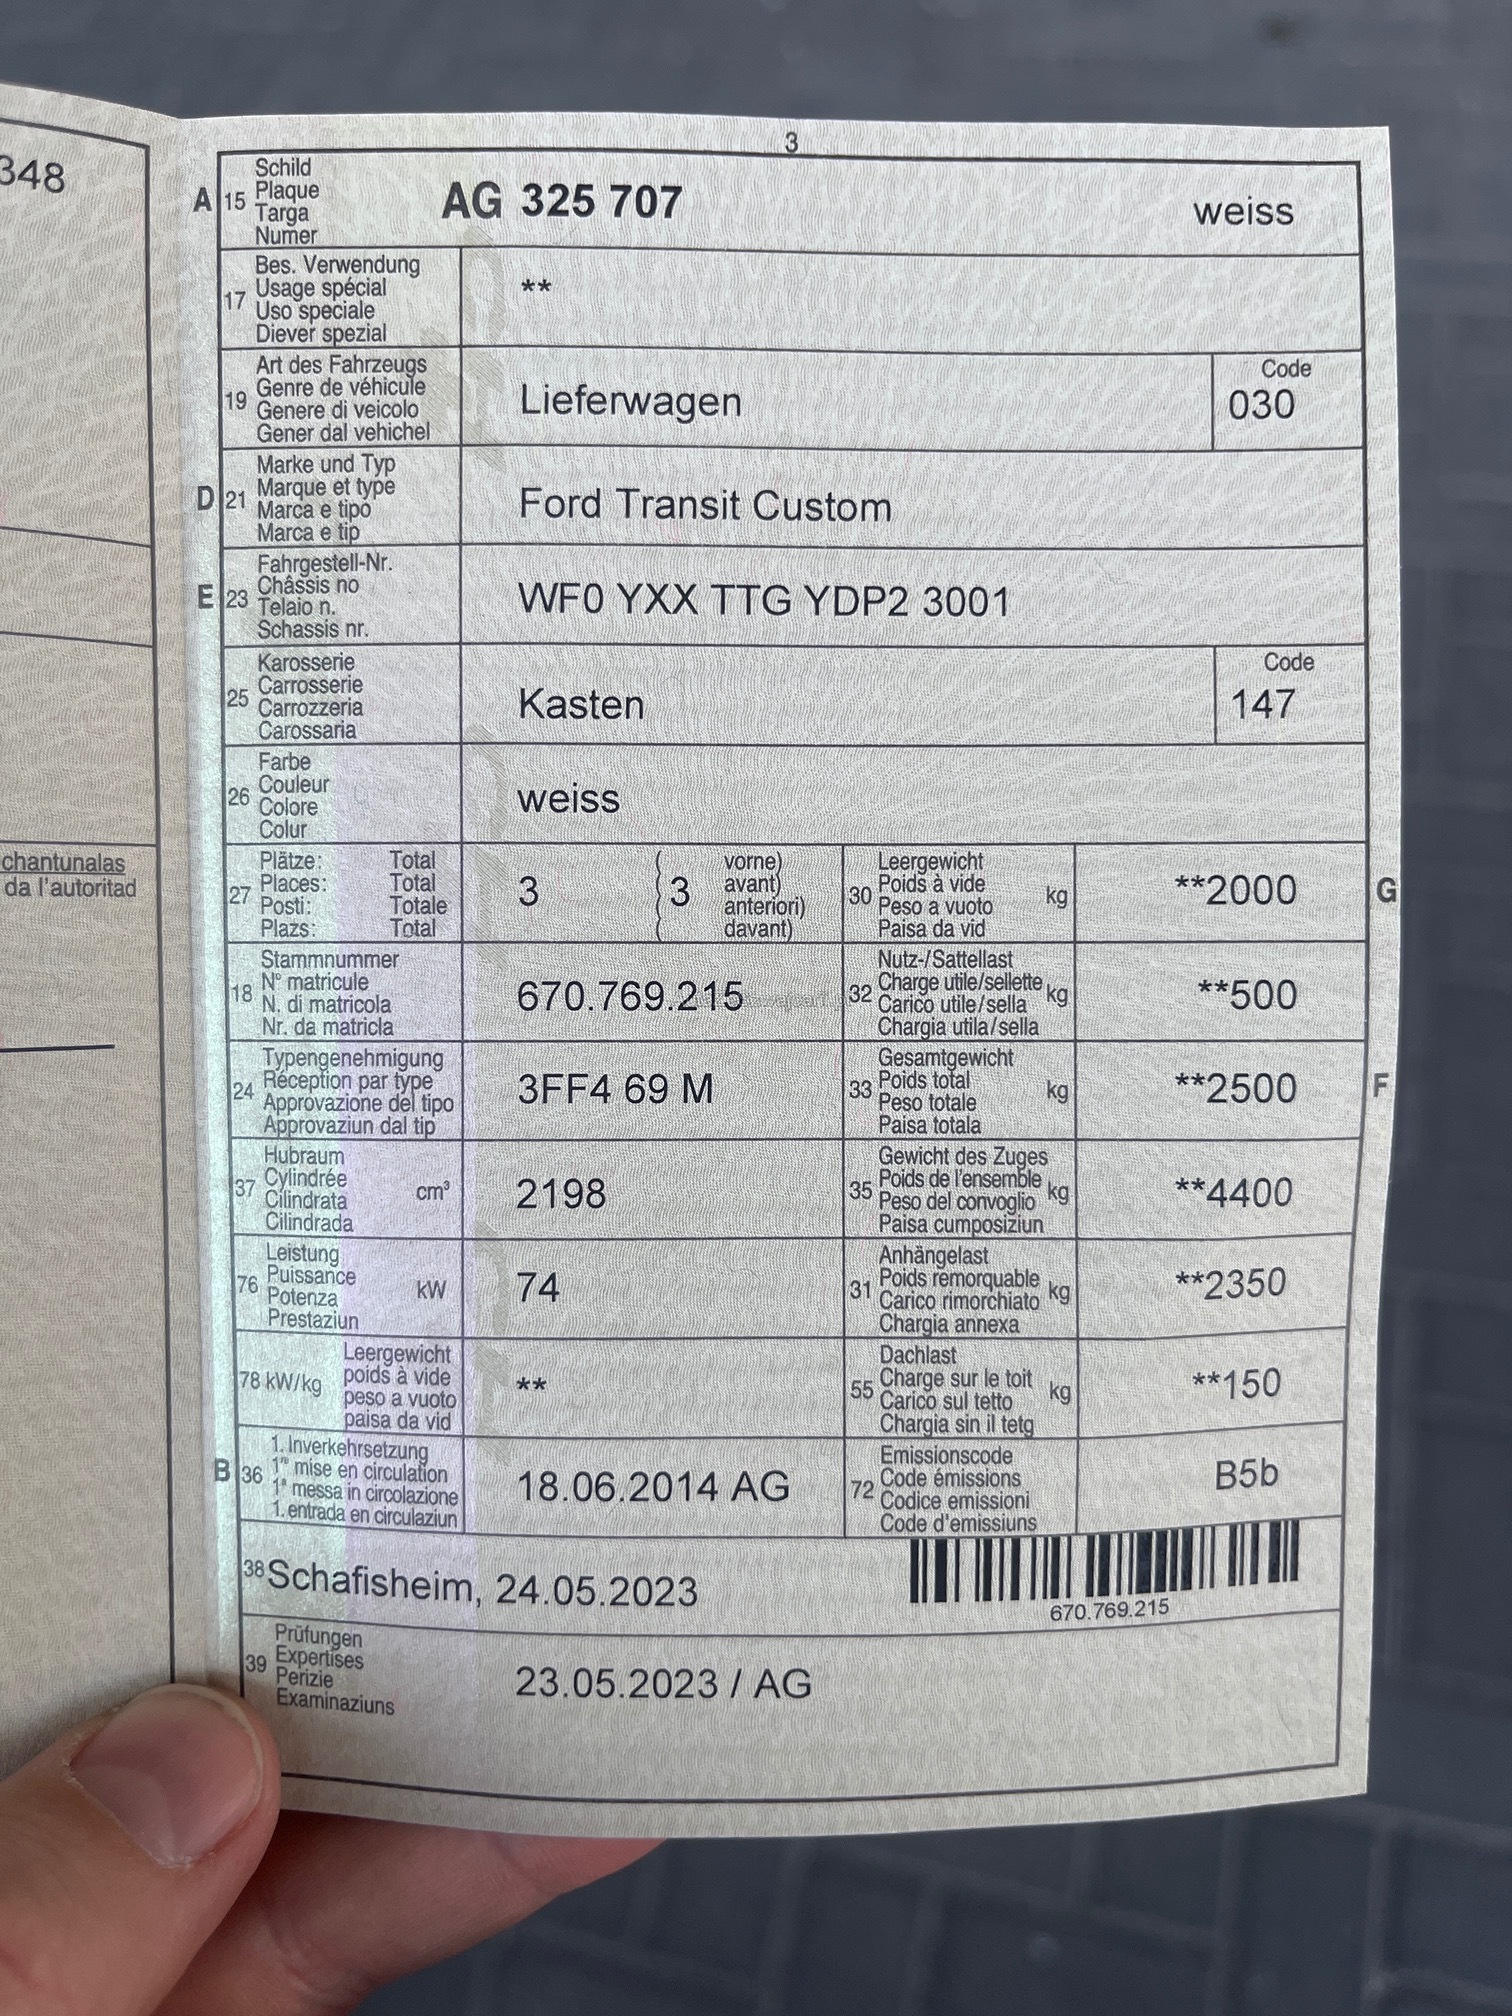 348
chantunalas
da l'autoritad
3
A 15 Schild
Plaque
Targa
Numer
AG 325 707 weiss
17 Bes. Verwendung
Usage spécial
Uso speciale
Diever spezial
**
19 Art des Fahrzeugs
Genre de véhicule
Genere di veicolo
Gener dal vehichel
Lieferwagen
Code
030
D 21 Marke und Typ
Marque et type
Marca e tipo
Marca e tip
Ford Transit Custom
E 23 Fahrgestell-Nr.
Châssis no
Telaio n.
Schassis nr.
WF0 YXX TTG YDP2 3001
25 Karosserie
Carrosserie
Carrozzeria
Carossaria
Kasten
Code
147
26 Farbe
Couleur
Colore
Colur
weiss
27 Plätze: Total
Places: Total
Posti: Totale
Plazs: Total
3 (3 vorne)
avant)
anteriori)
davant)
30 Leergewicht
Poids à vide
Peso a vuoto
Paisa da vid
kg
**2000 G
18 Stammnummer
N° matricule
N. di matricola
Nr. da matricla
670.769.215
32 Nutz-/Sattellast
Charge utile/sellette
Carico utile/sella
Chargia utila/sella
kg
**500
24 Typengenehmigung
Réception par type
Approvazione del tipo
Approvaziun dal tip
3FF4 69 M
33 Gesamtgewicht
Poids total
Peso totale
Paisa totala
kg
**2500 F
37 Hubraum
Cylindrée
Cilindrata
Cilindrada
cm³
2198
35 Gewicht des Zuges
Poids de l'ensemble
Peso del convoglio
Paisa cumposiziun
kg
**4400
76 Leistung
Puissance
Potenza
Prestaziun
kW
74
31 Anhängelast
Poids remorquable
Carico rimorchiato
Chargia annexa
kg
**2350
78 kW/kg Leergewicht
poids à vide
peso a vuoto
paisa da vid
**
55 Dachlast
Charge sur le toit
Carico sul tetto
Chargia sin il tetg
kg
**150
B 36 1. Inverkehrsetzung
1re mise en circulation
1a messa in circolazione
1. entrada en circulaziun
18.06.2014 AG
72 Emissionscode
Code émissions
Codice emissioni
Code d'emissiuns
B5b
38 Schafisheim, 24.05.2023
670.769.215
39 Prüfungen
Expertises
Perizie
Examinaziuns
23.05.2023 / AG